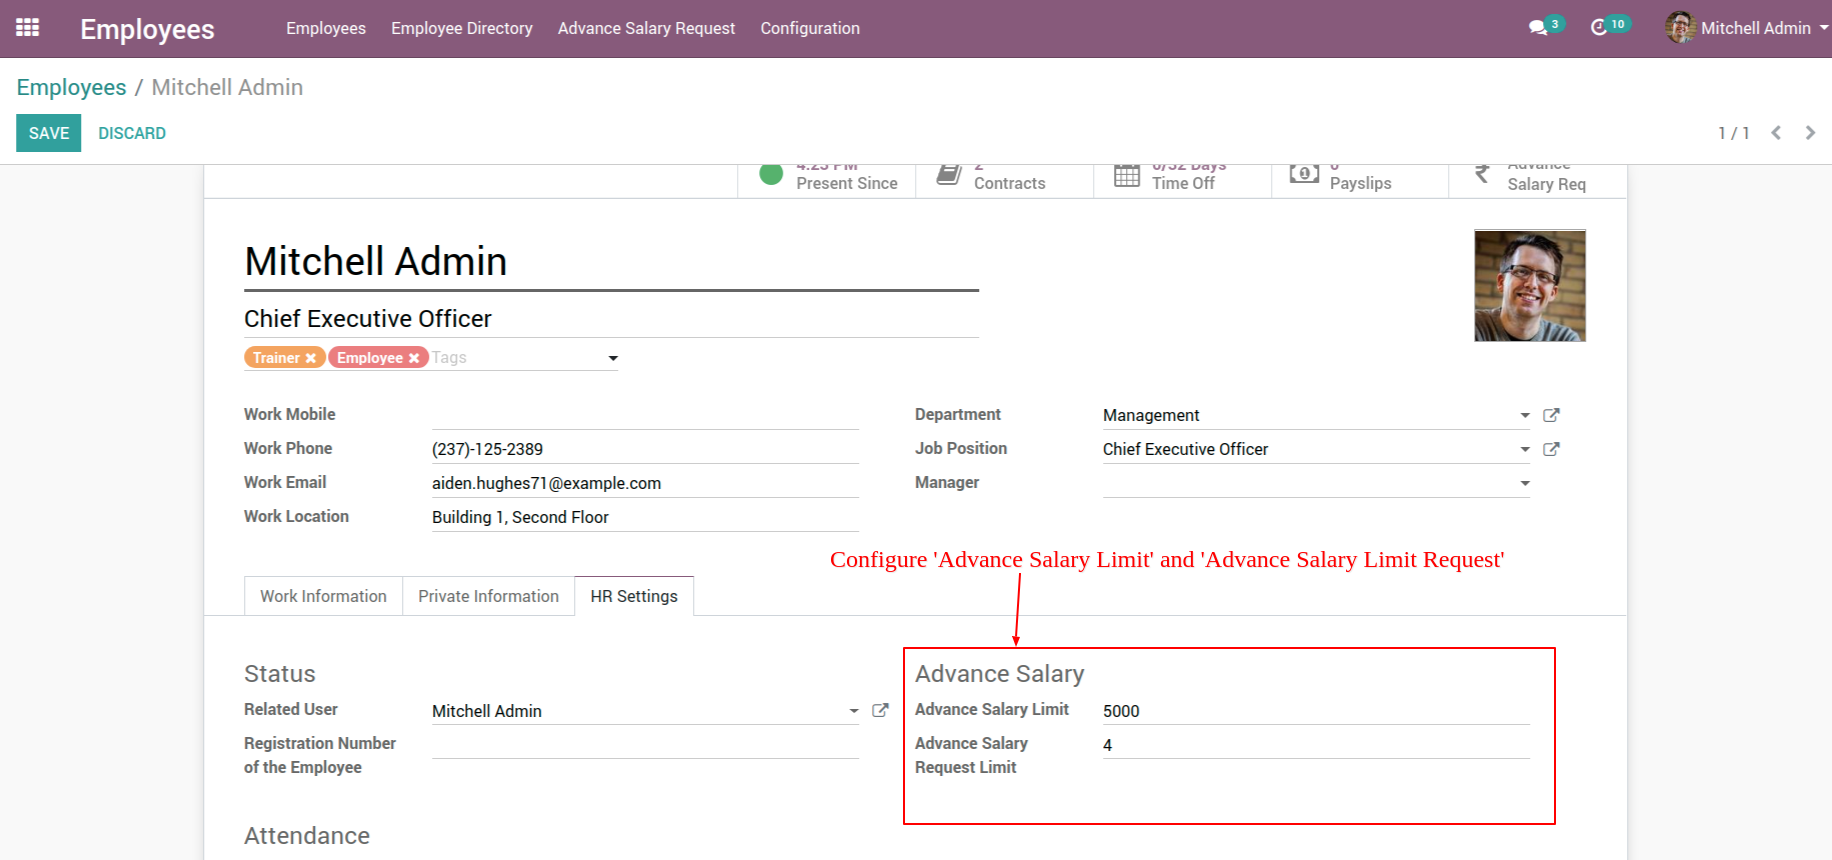 Employees
Employees Employee Directory Advance Salary Request Configuration
3 10 Mitchell Admin
Employees / Mitchell Admin
SAVE DISCARD
1 / 1
4:23 PM
Present Since
2
Contracts
0/32 Days
Time Off
Payslips
Advance
Salary Req
Mitchell Admin
Chief Executive Officer
Trainer Employee Tags
Work Mobile
Work Phone (237)-125-2389
Work Email aiden.hughes71@example.com
Work Location Building 1, Second Floor
Department Management
Job Position Chief Executive Officer
Manager
Configure 'Advance Salary Limit' and 'Advance Salary Limit Request'
Work Information Private Information HR Settings
Status
Related User Mitchell Admin
Registration Number
of the Employee
Advance Salary
Advance Salary Limit 5000
Advance Salary 4
Request Limit
Attendance